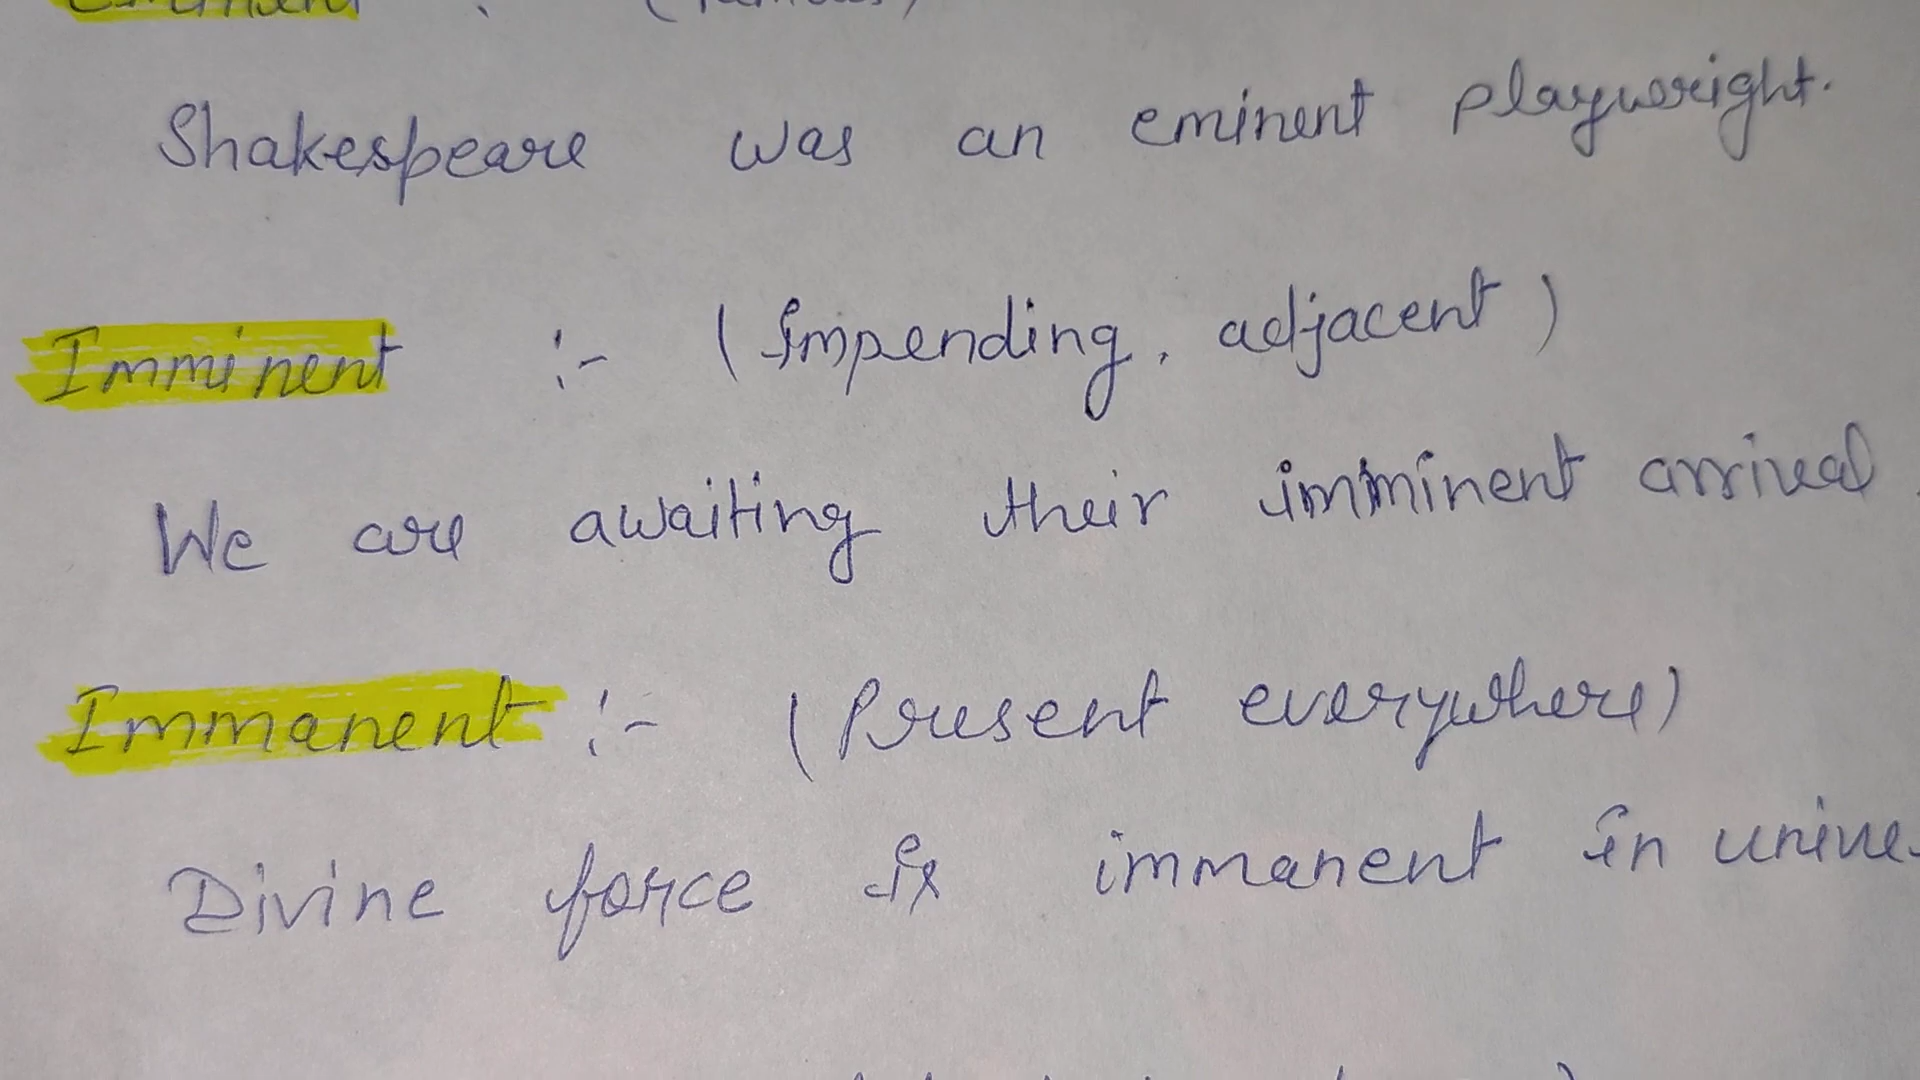 Shakespeare was an eminent playwright.
Imminent :- (Impending, adjacent)
We are awaiting their imminent arrival.
Immanent :- (Present everywhere)
Divine force is immanent in